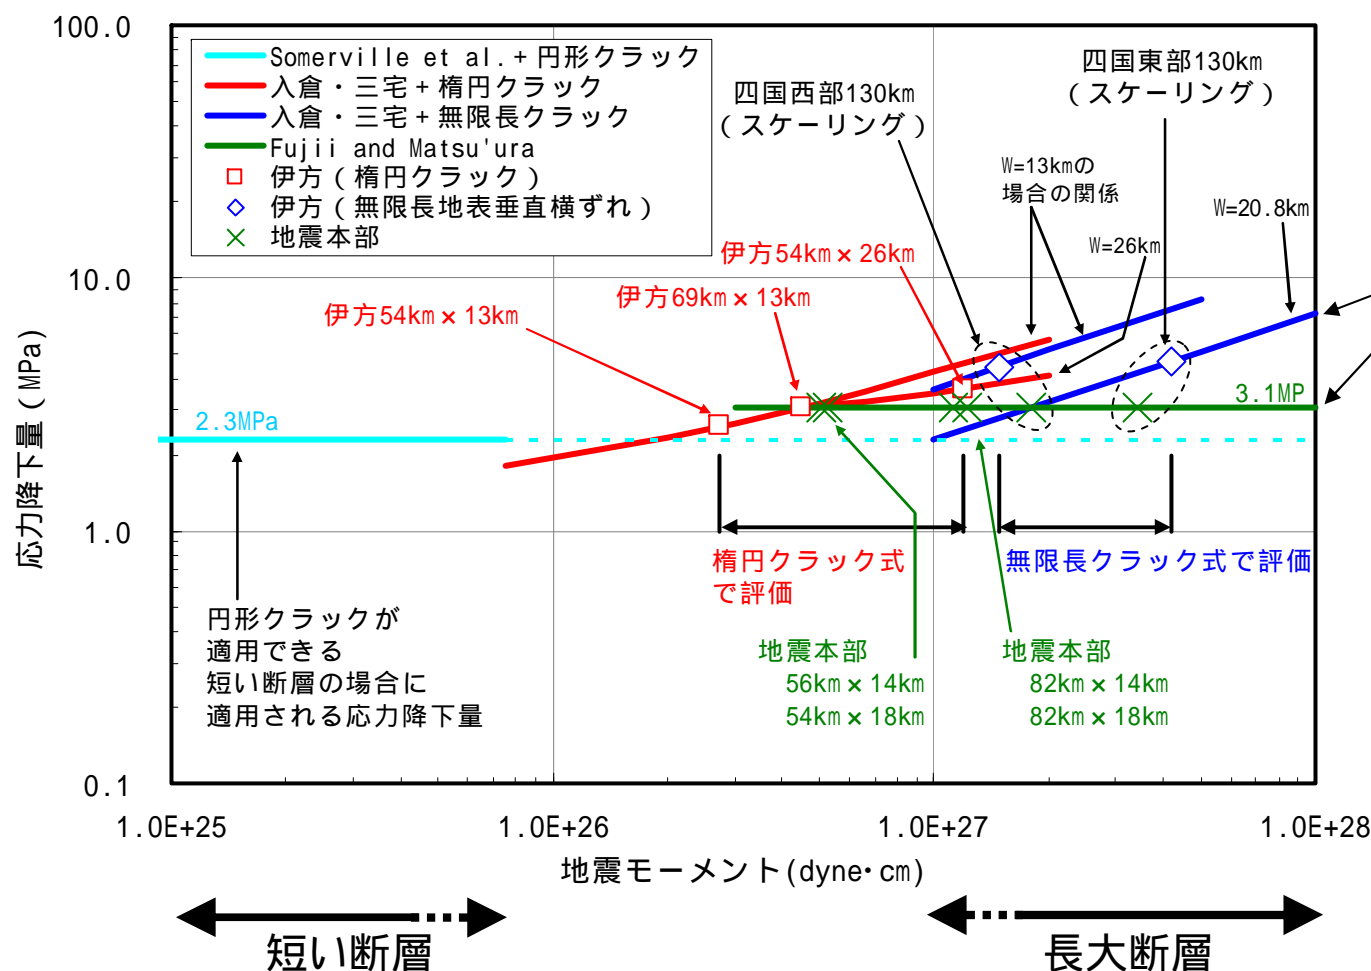 100.0
10.0
1.0
0.1
応力降下量（MPa）
Somerville et al.+円形クラック
入倉・三宅+楕円クラック
入倉・三宅+無限長クラック
Fujii and Matsu'ura
伊方（楕円クラック）
伊方（無限長地表垂直横ずれ）
地震本部
四国西部130km
（スケーリング）
四国東部130km
（スケーリング）
W=13kmの
場合の関係
W=20.8km
W=26km
伊方54km×26km
伊方69km×13km
伊方54km×13km
2.3MPa
3.1MP
楕円クラック式
で評価
無限長クラック式で評価
円形クラックが
適用できる
短い断層の場合に
適用される応力降下量
地震本部
56km×14km
54km×18km
地震本部
82km×14km
82km×18km
1.0E+25
1.0E+26
1.0E+27
1.0E+28
地震モーメント(dyne･cm)
短い断層
長大断層